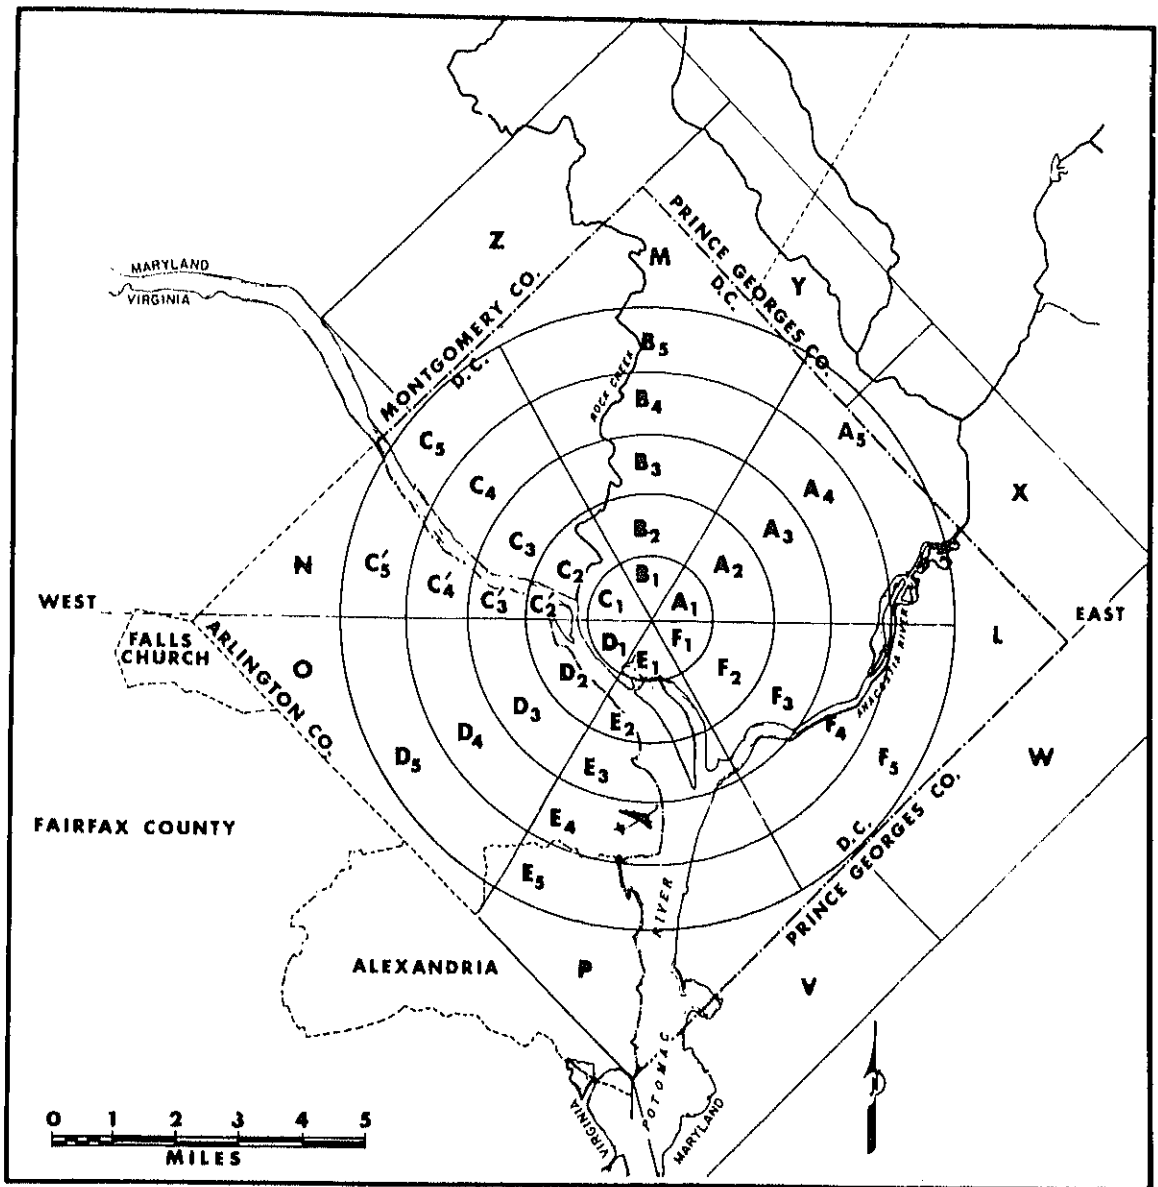 Z
M
MARYLAND
VIRGINIA
MONTGOMERY CO.
D.C.
PRINCE GEORGES CO.
D.C.
Y
ROCK CREEK
B5
B4
B3
B2
B1
C5
C4
C3
C2
C1
C'5
C'4
C'3
C'2
A5
A4
A3
A2
A1
X
N
WEST
EAST
FALLS
CHURCH
ARLINGTON CO.
O
L
D1
D2
D3
D4
D5
E1
E2
E3
E4
E5
F1
F2
F3
F4
F5
ANACOSTIA RIVER
W
D.C.
PRINCE GEORGES CO.
FAIRFAX COUNTY
ALEXANDRIA
P
V
POTOMAC RIVER
VIRGINIA
MARYLAND
N
0 1 2 3 4 5
MILES